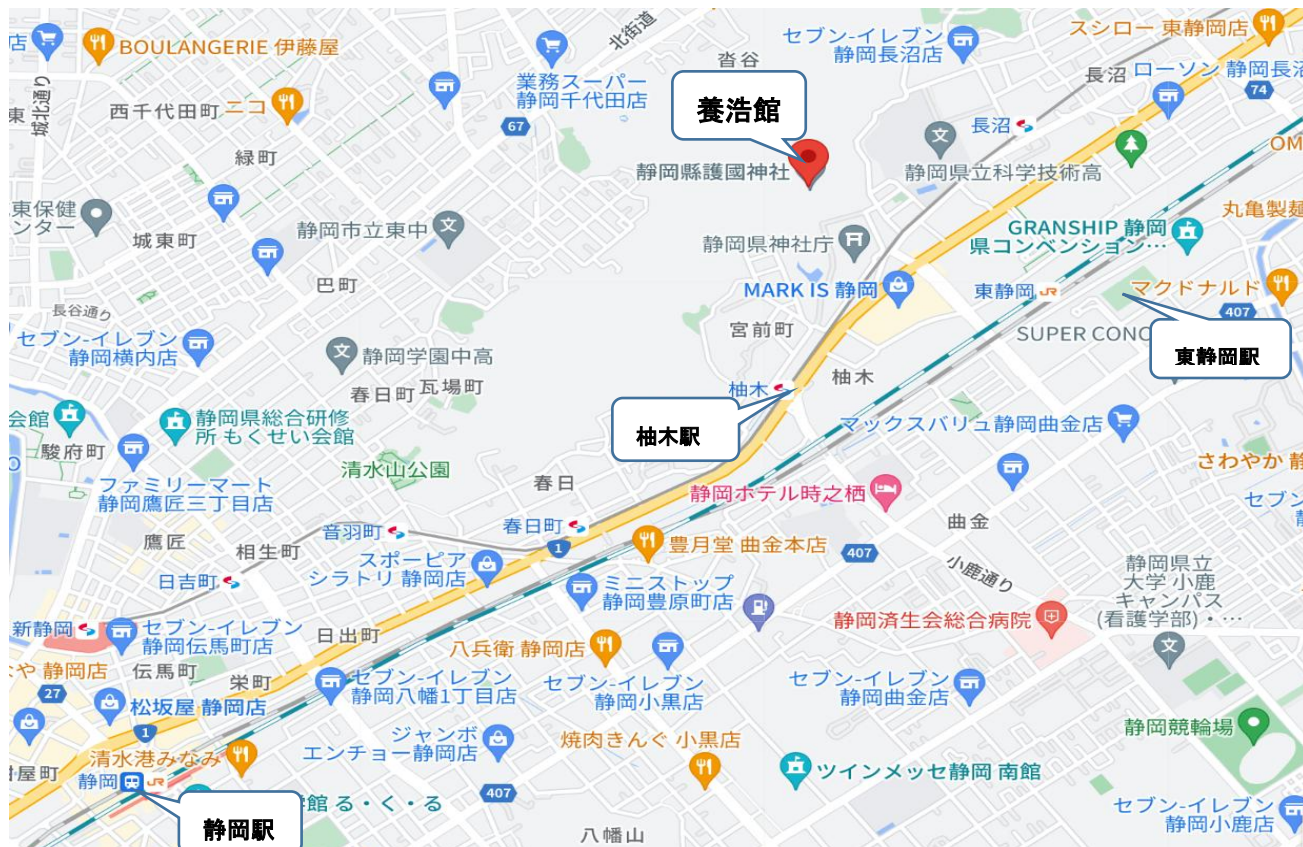 店
BOULANGERIE 伊藤屋
北街道
セブン-イレブン
静岡長沼店
スシロー 東静岡店
沓谷
業務スーパー
静岡千代田店
長沼
ローソン 静岡長沼
城北通り
東
西千代田町
ニコ
養浩館
74
67
長沼
緑町
静岡縣護國神社
静岡県立科学技術高
OM
東保健
ンター
丸亀製麺
静岡市立東中
城東町
静岡県神社庁
GRANSHIP 静岡
県コンベンション…
巴町
MARK IS 静岡
東静岡
JR
マクドナルド
長谷通り
407
セブン-イレブン
静岡横内店
宮前町
SUPER CONC
静岡学園中高
東静岡駅
春日町
瓦場町
柚木
柚木
会館
静岡県総合研修
所 もくせい会館
柚木駅
マックスバリュ静岡曲金店
駿府町
清水山公園
さわやか 静
ファミリーマート
静岡鷹匠三丁目店
春日
静岡ホテル時之栖
セブ
鷹匠
相生町
音羽町
春日町
1
曲金
豊月堂 曲金本店
407
スポーピア
シラトリ 静岡店
小鹿通り
静岡県立
大学 小鹿
キャンパス
(看護学部)・…
日吉町
ミニストップ
静岡豊原町店
新静岡
セブン-イレブン
静岡伝馬町店
日出町
静岡済生会総合病院
八兵衛 静岡店
なや 静岡店
伝馬町
栄町
セブン-イレブン
静岡八幡1丁目店
セブン-イレブン
静岡小黒店
セブン-イレブン
静岡曲金店
27
松坂屋 静岡店
1
ジャンボ
エンチョー静岡店
焼肉きんぐ 小黒店
静岡競輪場
清水港みなみ
紺屋町
静岡
JR
ツインメッセ静岡 南館
館 る・く・る
407
セブン-イレブン
静岡小鹿店
静岡駅
八幡山